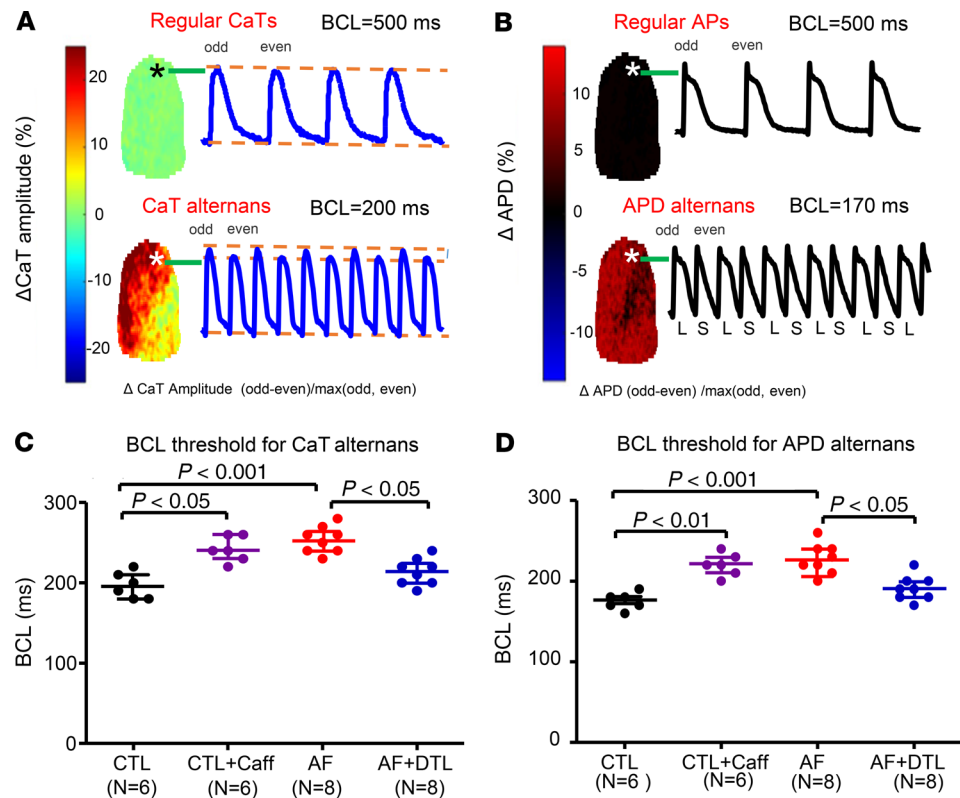 A
Regular CaTs
BCL=500 ms
odd
even
ΔCaT amplitude (%)
20
10
0
-10
-20
*
CaT alternans
BCL=200 ms
odd
even
*
Δ CaT Amplitude (odd-even)/max(odd, even)
B
Regular APs
BCL=500 ms
odd
even
Δ APD (%)
10
5
0
-5
-10
*
APD alternans
BCL=170 ms
odd
even
*
L S L S L S L S L S L
Δ APD (odd-even) /max(odd, even)
C
BCL threshold for CaT alternans
P < 0.001
P < 0.05
P < 0.05
BCL (ms)
300
200
100
0
CTL
(N=6)
CTL+Caff
(N=6)
AF
(N=8)
AF+DTL
(N=8)
D
BCL threshold for APD alternans
P < 0.001
P < 0.01
P < 0.05
BCL (ms)
300
200
100
0
CTL
(N=6 )
CTL+Caff
(N=6)
AF
(N=8)
AF+DTL
(N=8)